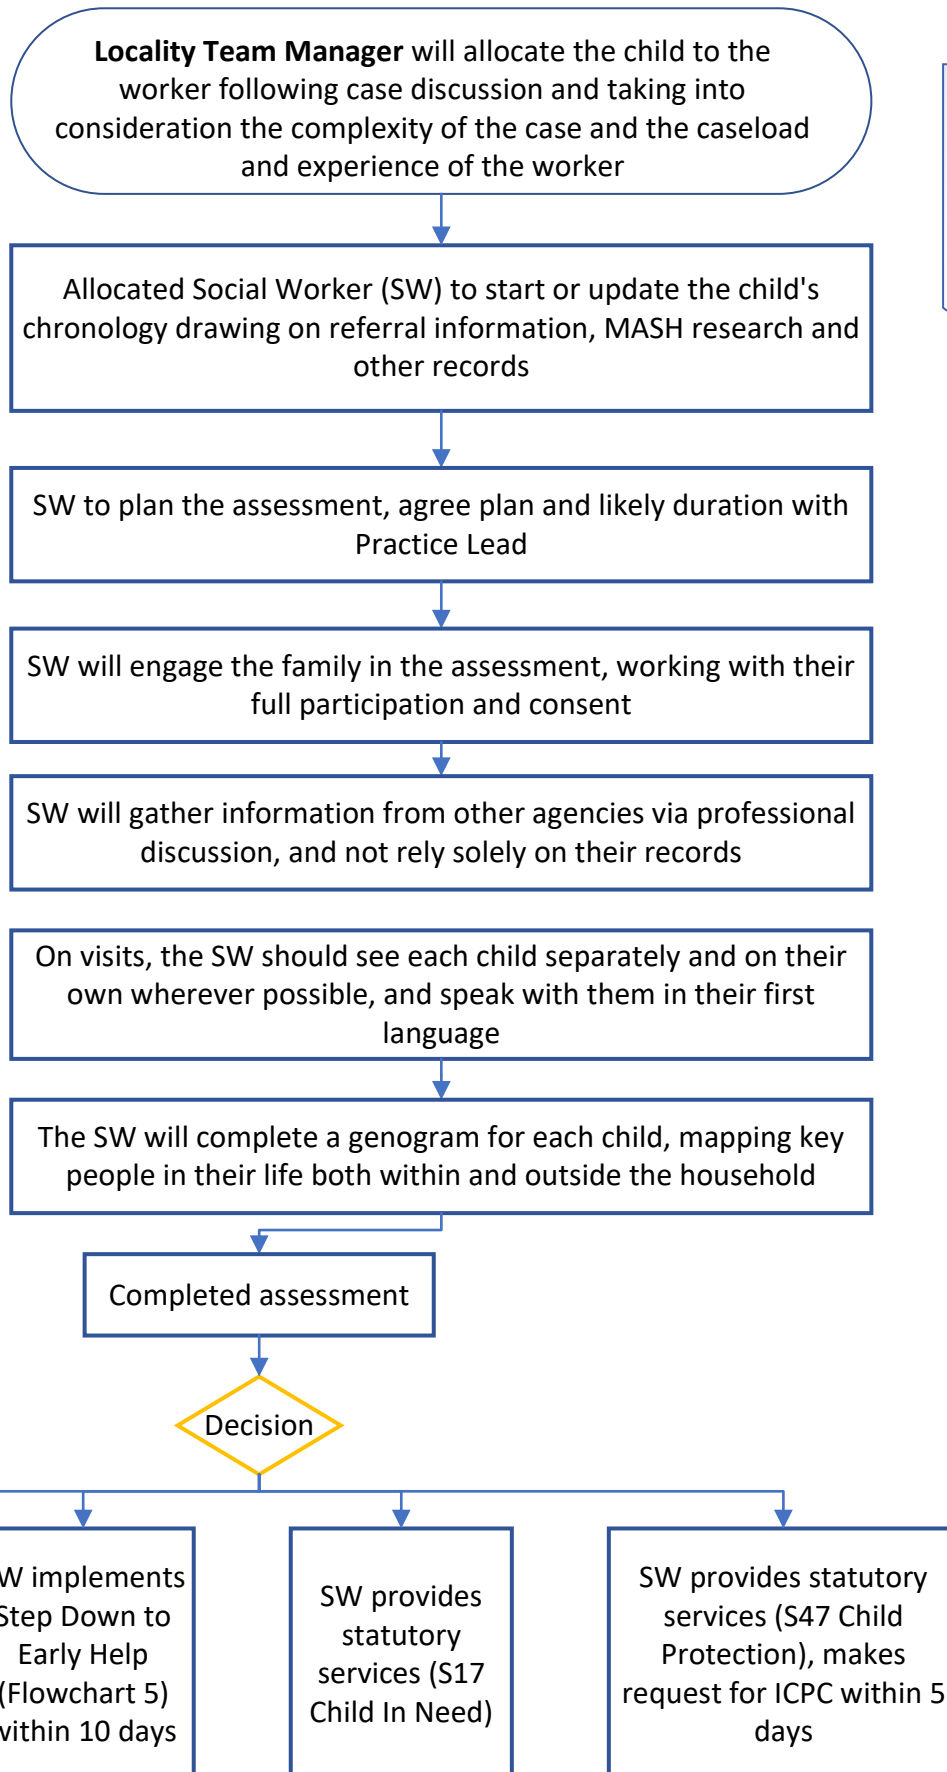 Locality Team Manager will allocate the child to the
worker following case discussion and taking into
consideration the complexity of the case and the caseload
and experience of the worker
Allocated Social Worker (SW) to start or update the child's
chronology drawing on referral information, MASH research and
other records
SW to plan the assessment, agree plan and likely duration with
Practice Lead
SW will engage the family in the assessment, working with their
full participation and consent
SW will gather information from other agencies via professional
discussion, and not rely solely on their records
On visits, the SW should see each child separately and on their
own wherever possible, and speak with them in their first
language
The SW will complete a genogram for each child, mapping key
people in their life both within and outside the household
Completed assessment
Decision
W implements
Step Down to
Early Help
(Flowchart 5)
within 10 days
SW provides
statutory
services (S17
Child In Need)
SW provides statutory
services (S47 Child
Protection), makes
request for ICPC within 5
days